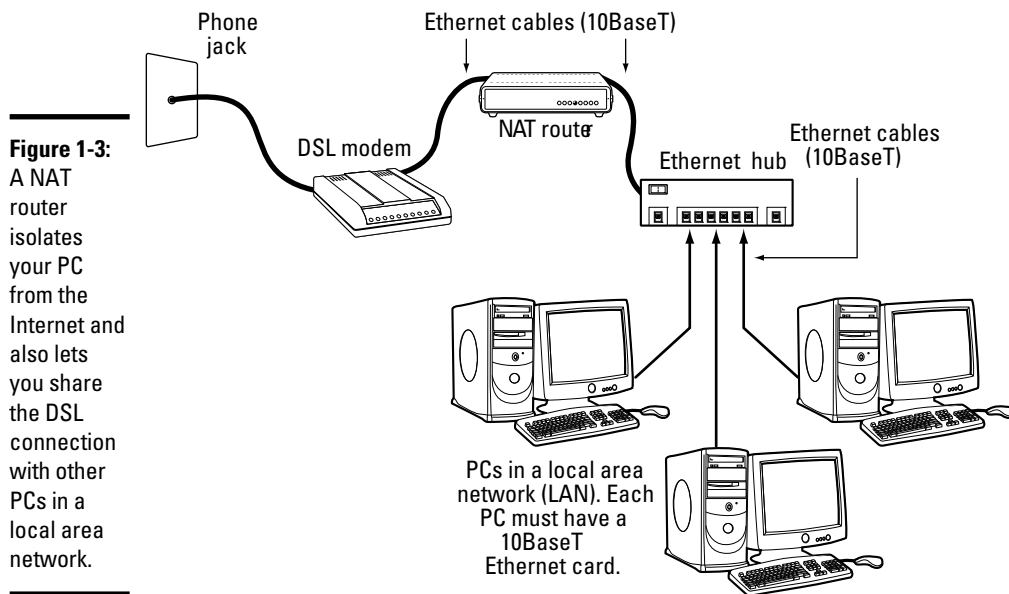 Phone
jack
Ethernet cables (10BaseT)
NAT router
DSL modem
Ethernet hub
Ethernet cables
(10BaseT)
Figure 1-3:
A NAT
router
isolates
your PC
from the
Internet and
also lets
you share
the DSL
connection
with other
PCs in a
local area
network.
PCs in a local area
network (LAN). Each
PC must have a
10BaseT
Ethernet card.